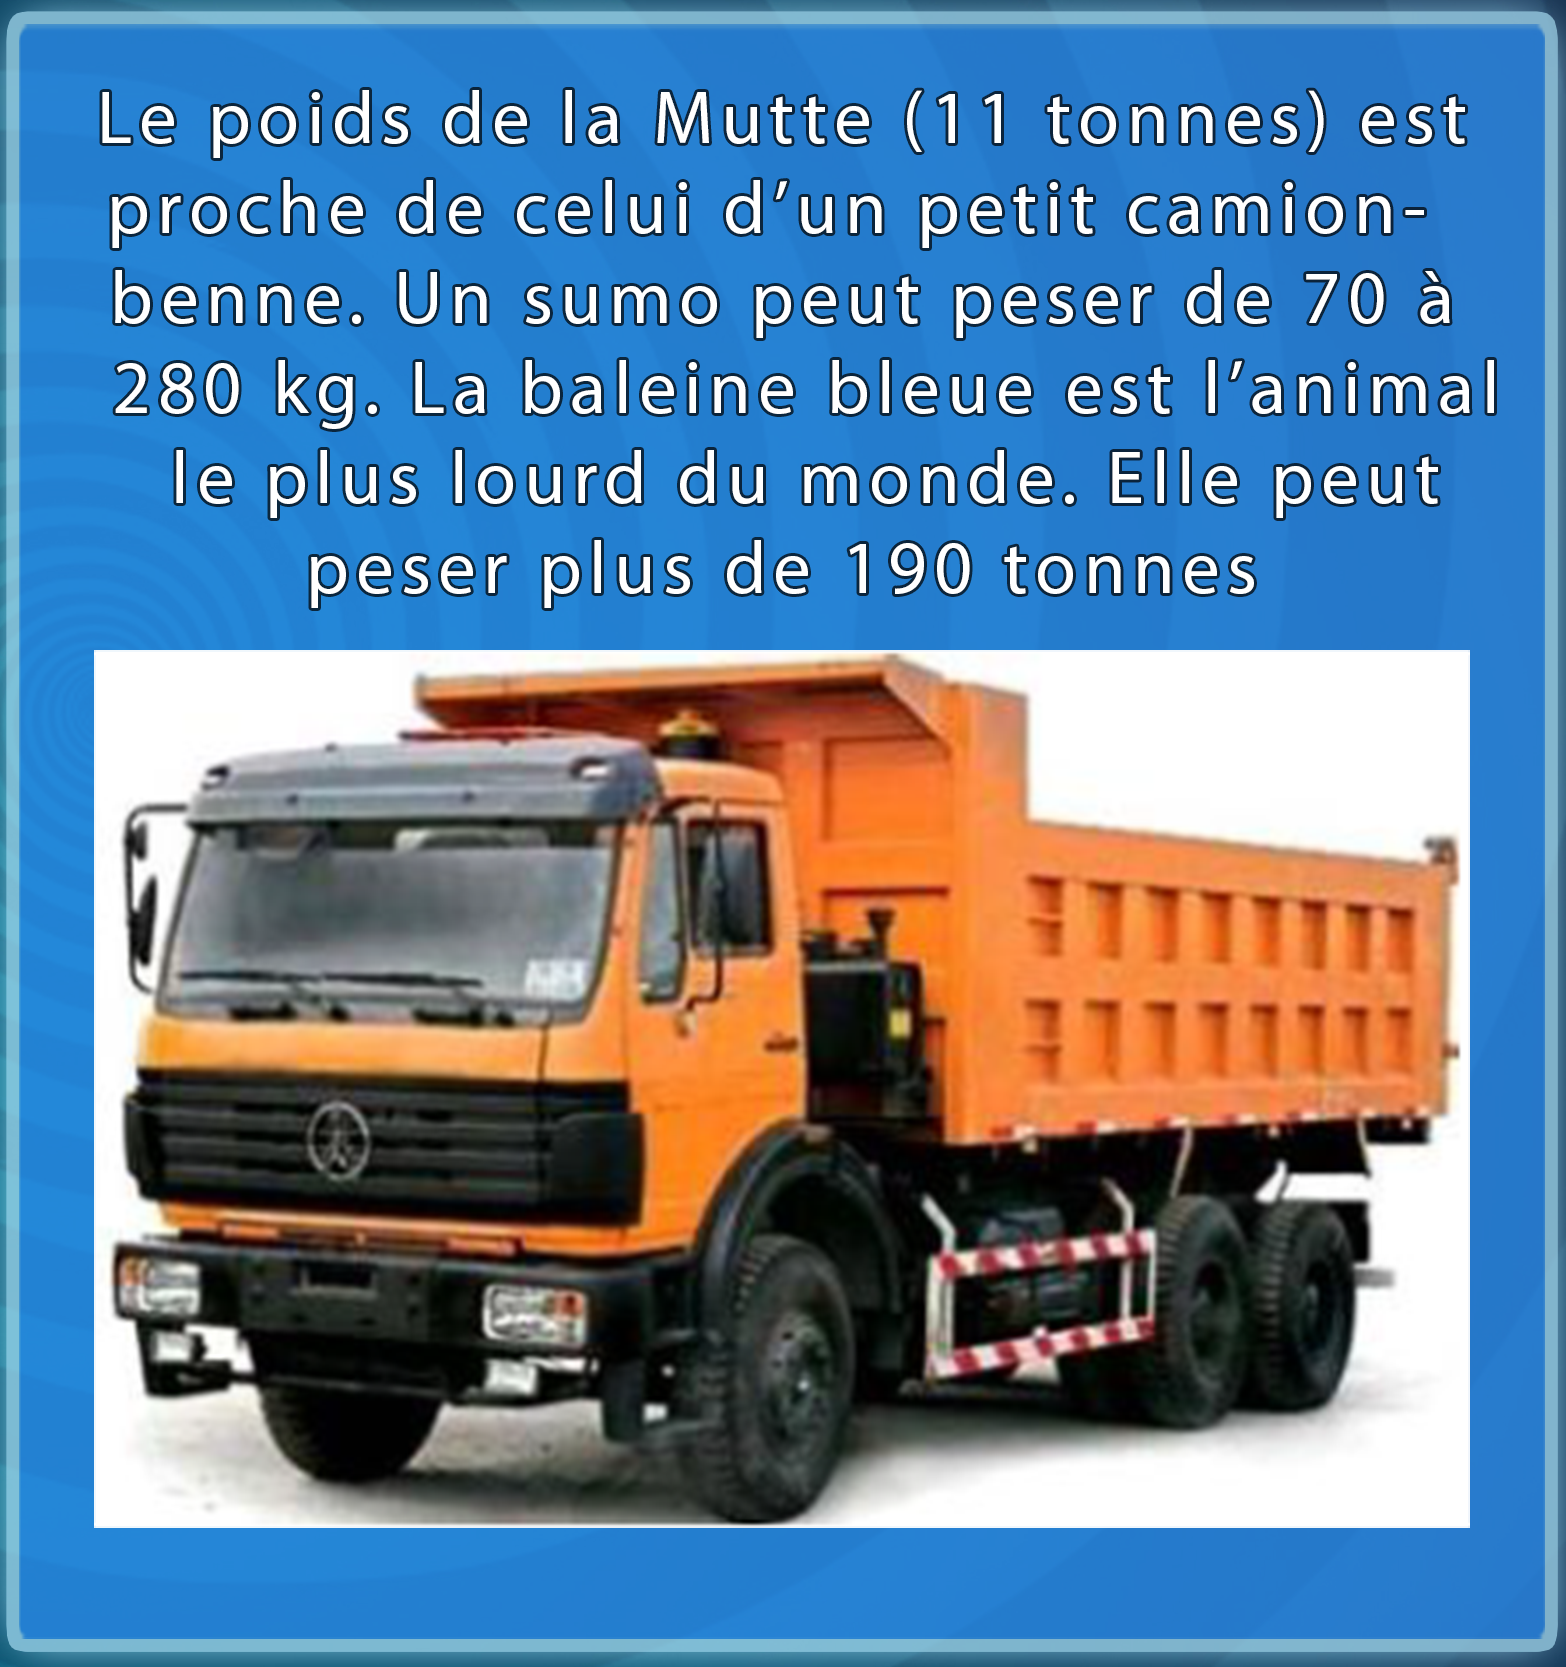 Le poids de la Mutte (11 tonnes) est
proche de celui d’un petit camion-
benne. Un sumo peut peser de 70 à
280 kg. La baleine bleue est l’animal
le plus lourd du monde. Elle peut
peser plus de 190 tonnes